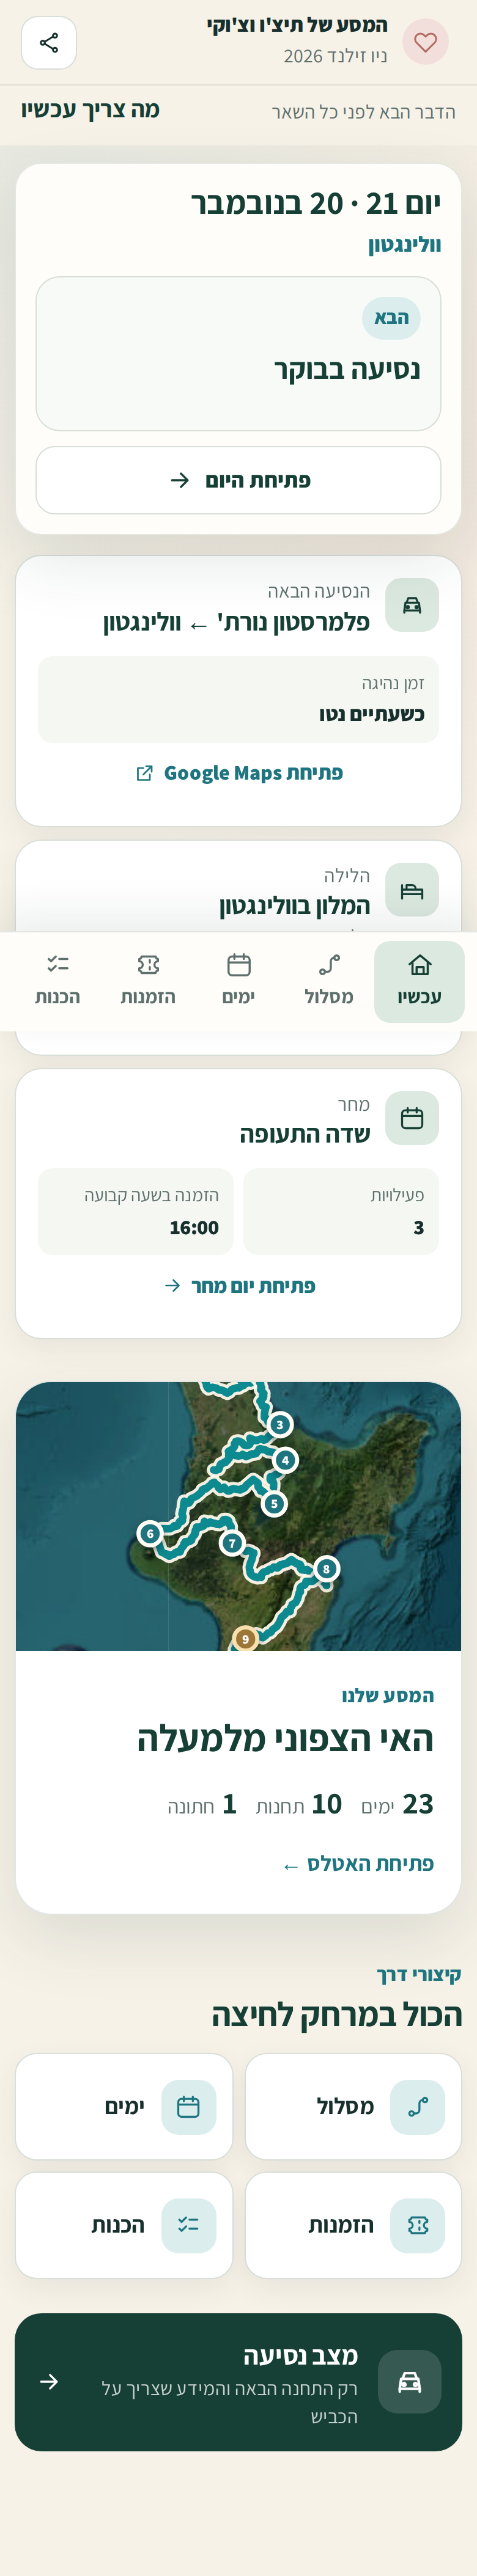 המסע של תיצ'ו וצ'וקי
ניו זילנד 2026
מה צריך עכשיו
הדבר הבא לפני כל השאר
יום 21 · 20 בנובמבר
וולינגטון
הבא
נסיעה בבוקר
פתיחת היום →
הנסיעה הבאה
פלמרסטון נורת' ← וולינגטון
זמן נהיגה
כשעתיים נטו
פתיחת Google Maps
הלילה
המלון בוולינגטון
עכשיו
מסלול
ימים
הזמנות
הכנות
מחר
שדה התעופה
פעילויות
3
הזמנה בשעה קבועה
16:00
פתיחת יום מחר →
3
4
5
6
7
8
9
המסע שלנו
האי הצפוני מלמעלה
23 ימים 10 תחנות 1 חתונה
פתיחת האטלס ←
קיצורי דרך
הכול במרחק לחיצה
מסלול
ימים
הזמנות
הכנות
מצב נסיעה
רק התחנה הבאה והמידע שצריך על
הכביש